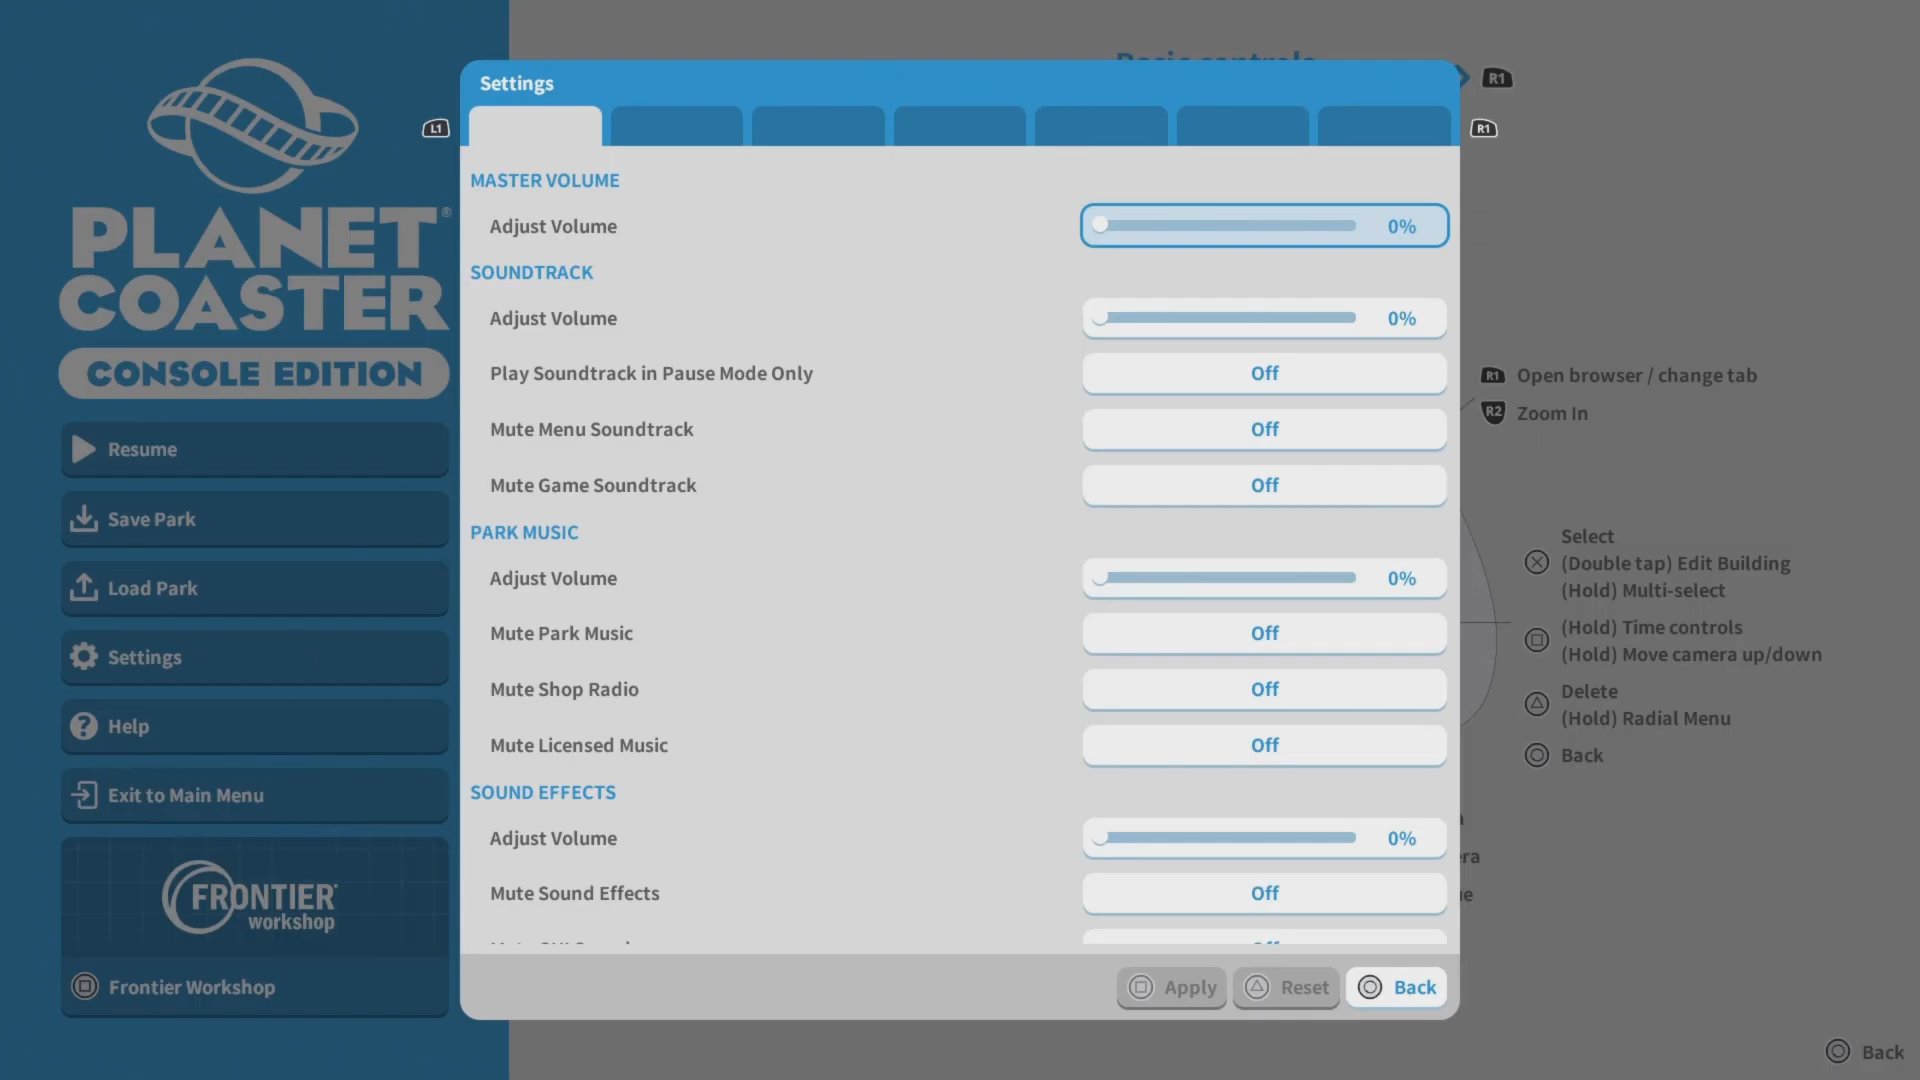 PLANET
COASTER
®
CONSOLE EDITION
Resume
Save Park
Load Park
Settings
Help
Exit to Main Menu
FRONTIER
workshop
Frontier Workshop
Settings
L1
R1
R1
MASTER VOLUME
Adjust Volume 0%
SOUNDTRACK
Adjust Volume 0%
Play Soundtrack in Pause Mode Only Off
Mute Menu Soundtrack Off
Mute Game Soundtrack Off
PARK MUSIC
Adjust Volume 0%
Mute Park Music Off
Mute Shop Radio Off
Mute Licensed Music Off
SOUND EFFECTS
Adjust Volume 0%
Mute Sound Effects Off
Apply Reset Back
R1 Open browser / change tab
R2 Zoom In
Select
(Double tap) Edit Building
(Hold) Multi-select
(Hold) Time controls
(Hold) Move camera up/down
Delete
(Hold) Radial Menu
Back
Back